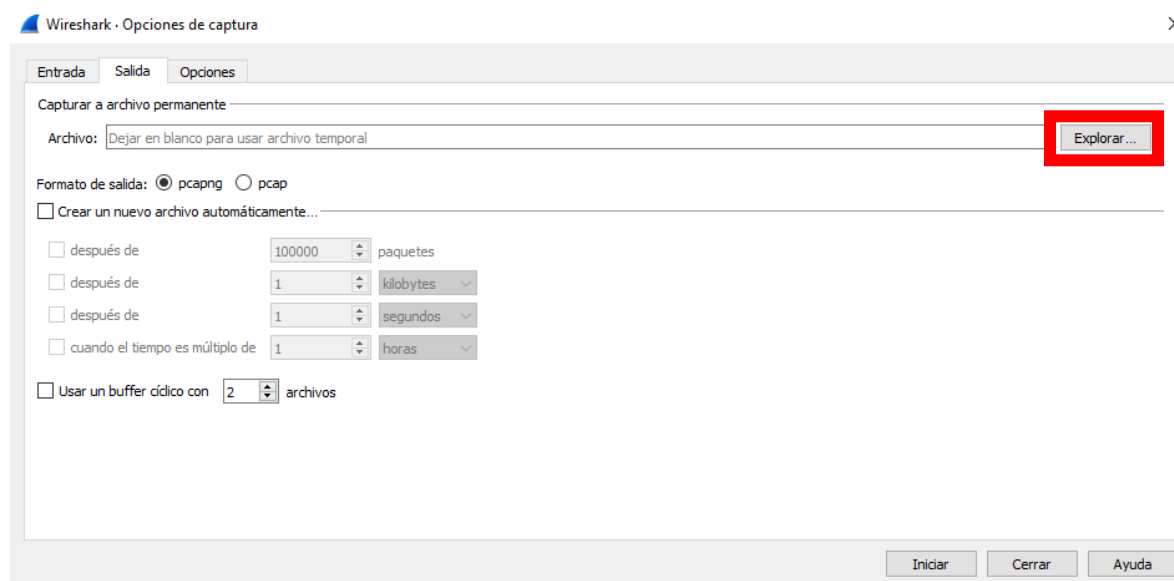 Wireshark · Opciones de captura
Entrada Salida Opciones
Capturar a archivo permanente
Archivo: Dejar en blanco para usar archivo temporal Explorar...
Formato de salida: pcapng pcap
Crear un nuevo archivo automáticamente...
después de 100000 paquetes
después de 1 kilobytes
después de 1 segundos
cuando el tiempo es múltiplo de 1 horas
Usar un buffer cíclico con 2 archivos
Iniciar Cerrar Ayuda